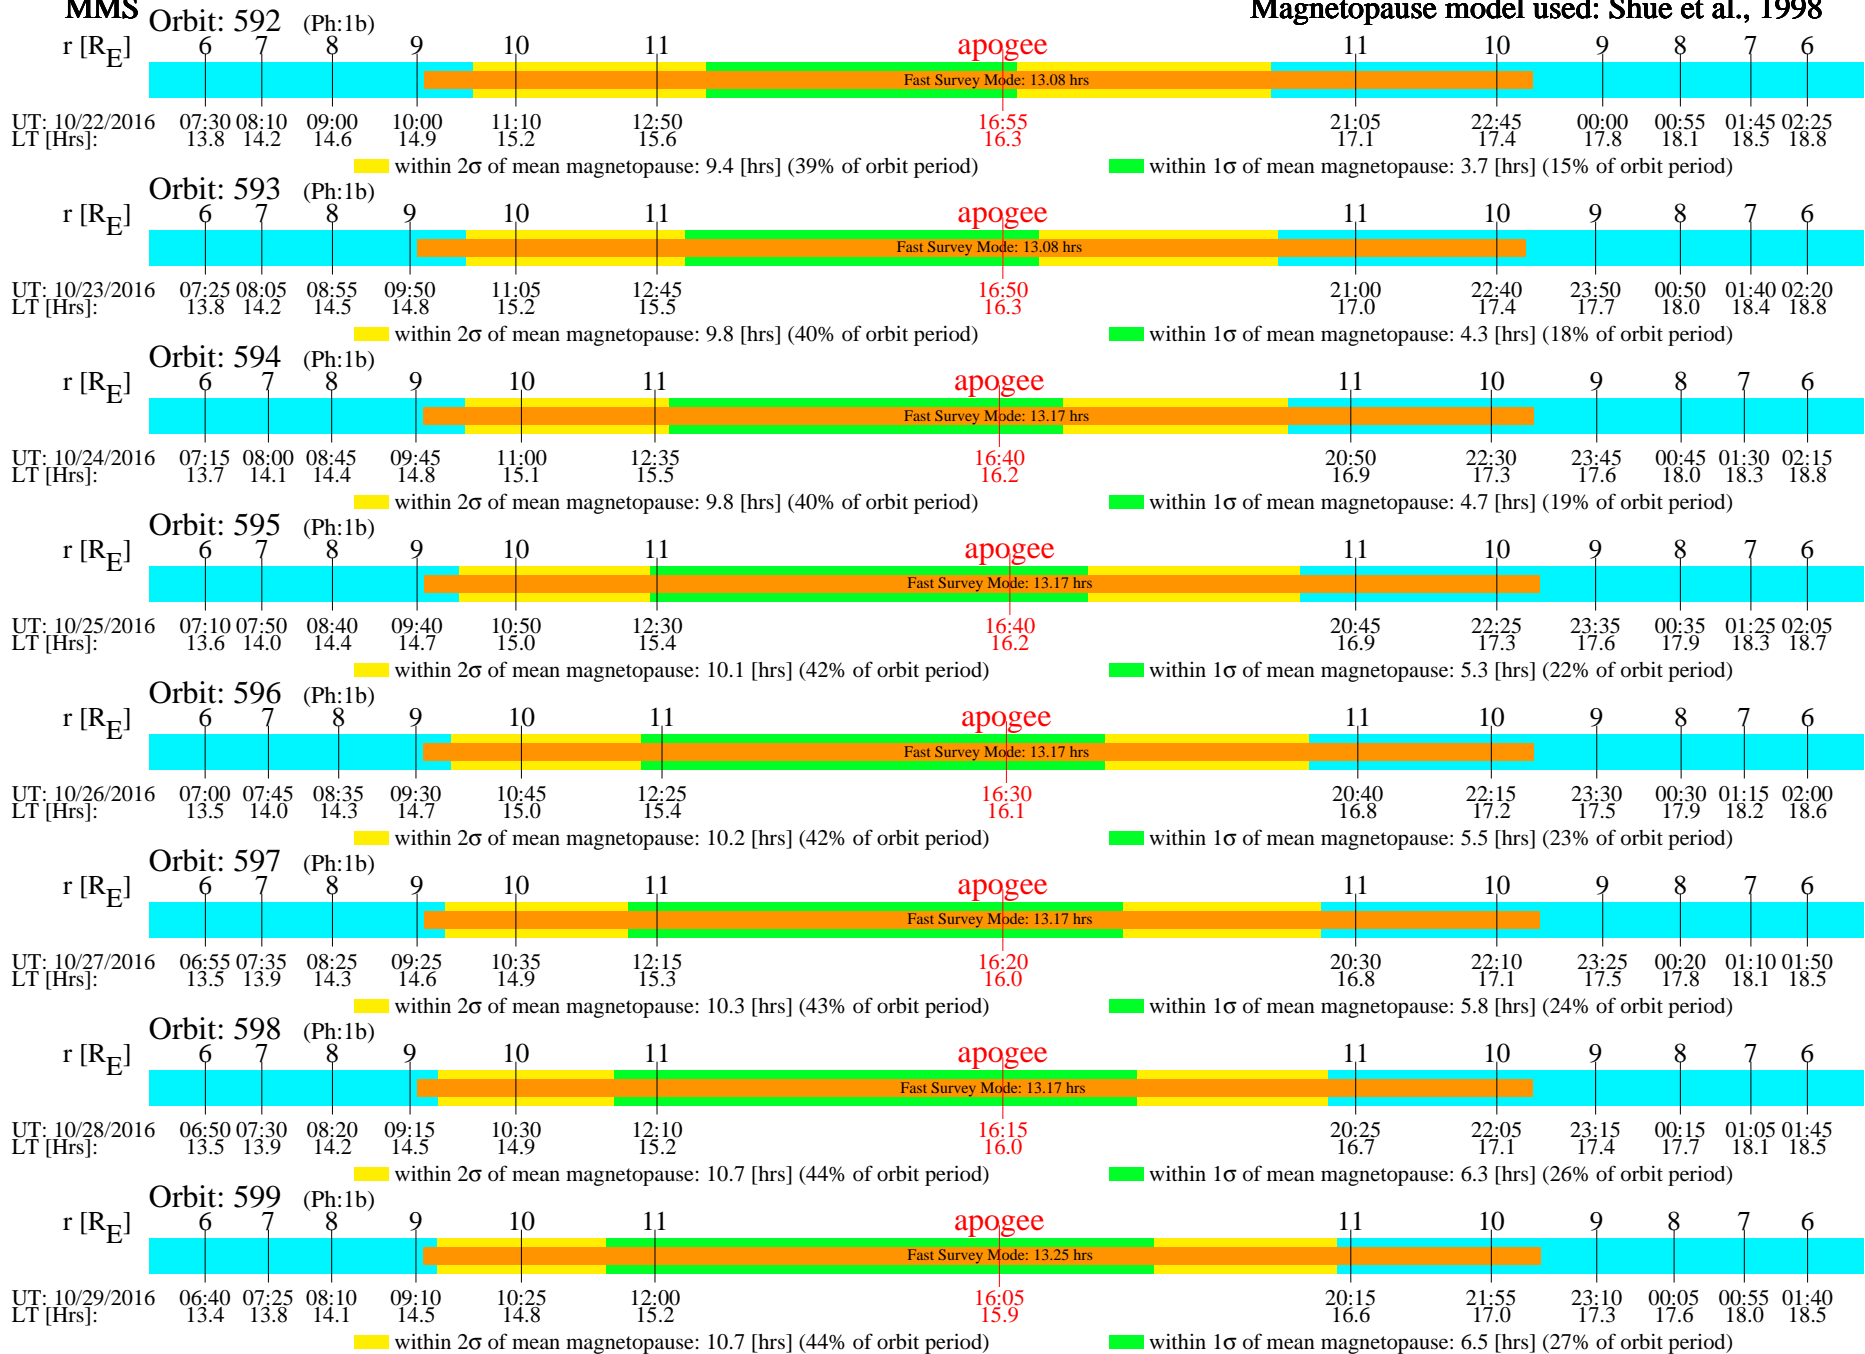 MMS Magnetopause model used: Shue et al., 1998
Orbit: 592 (Ph:1b)
r [RE] 6 7 8 9 10 11 apogee 11 10 9 8 7 6
Fast Survey Mode: 13.08 hrs
UT: 10/22/2016 07:30 08:10 09:00 10:00 11:10 12:50 16:55 21:05 22:45 00:00 00:55 01:45 02:25
LT [Hrs]: 13.8 14.2 14.6 14.9 15.2 15.6 16.3 17.1 17.4 17.8 18.1 18.5 18.8
within 2σ of mean magnetopause: 9.4 [hrs] (39% of orbit period) within 1σ of mean magnetopause: 3.7 [hrs] (15% of orbit period)
Orbit: 593 (Ph:1b)
r [RE] 6 7 8 9 10 11 apogee 11 10 9 8 7 6
Fast Survey Mode: 13.08 hrs
UT: 10/23/2016 07:25 08:05 08:55 09:50 11:05 12:45 16:50 21:00 22:40 23:50 00:50 01:40 02:20
LT [Hrs]: 13.8 14.2 14.5 14.8 15.2 15.5 16.3 17.0 17.4 17.7 18.0 18.4 18.8
within 2σ of mean magnetopause: 9.8 [hrs] (40% of orbit period) within 1σ of mean magnetopause: 4.3 [hrs] (18% of orbit period)
Orbit: 594 (Ph:1b)
r [RE] 6 7 8 9 10 11 apogee 11 10 9 8 7 6
Fast Survey Mode: 13.17 hrs
UT: 10/24/2016 07:15 08:00 08:45 09:45 11:00 12:35 16:40 20:50 22:30 23:45 00:45 01:30 02:15
LT [Hrs]: 13.7 14.1 14.4 14.8 15.1 15.5 16.2 16.9 17.3 17.6 18.0 18.3 18.8
within 2σ of mean magnetopause: 9.8 [hrs] (40% of orbit period) within 1σ of mean magnetopause: 4.7 [hrs] (19% of orbit period)
Orbit: 595 (Ph:1b)
r [RE] 6 7 8 9 10 11 apogee 11 10 9 8 7 6
Fast Survey Mode: 13.17 hrs
UT: 10/25/2016 07:10 07:50 08:40 09:40 10:50 12:30 16:40 20:45 22:25 23:35 00:35 01:25 02:05
LT [Hrs]: 13.6 14.0 14.4 14.7 15.0 15.4 16.2 16.9 17.3 17.6 17.9 18.3 18.7
within 2σ of mean magnetopause: 10.1 [hrs] (42% of orbit period) within 1σ of mean magnetopause: 5.3 [hrs] (22% of orbit period)
Orbit: 596 (Ph:1b)
r [RE] 6 7 8 9 10 11 apogee 11 10 9 8 7 6
Fast Survey Mode: 13.17 hrs
UT: 10/26/2016 07:00 07:45 08:35 09:30 10:45 12:25 16:30 20:40 22:15 23:30 00:30 01:15 02:00
LT [Hrs]: 13.5 14.0 14.3 14.7 15.0 15.4 16.1 16.8 17.2 17.5 17.9 18.2 18.6
within 2σ of mean magnetopause: 10.2 [hrs] (42% of orbit period) within 1σ of mean magnetopause: 5.5 [hrs] (23% of orbit period)
Orbit: 597 (Ph:1b)
r [RE] 6 7 8 9 10 11 apogee 11 10 9 8 7 6
Fast Survey Mode: 13.17 hrs
UT: 10/27/2016 06:55 07:35 08:25 09:25 10:35 12:15 16:20 20:30 22:10 23:25 00:20 01:10 01:50
LT [Hrs]: 13.5 13.9 14.3 14.6 14.9 15.3 16.0 16.8 17.1 17.5 17.8 18.1 18.5
within 2σ of mean magnetopause: 10.3 [hrs] (43% of orbit period) within 1σ of mean magnetopause: 5.8 [hrs] (24% of orbit period)
Orbit: 598 (Ph:1b)
r [RE] 6 7 8 9 10 11 apogee 11 10 9 8 7 6
Fast Survey Mode: 13.17 hrs
UT: 10/28/2016 06:50 07:30 08:20 09:15 10:30 12:10 16:15 20:25 22:05 23:15 00:15 01:05 01:45
LT [Hrs]: 13.5 13.9 14.2 14.5 14.9 15.2 16.0 16.7 17.1 17.4 17.7 18.1 18.5
within 2σ of mean magnetopause: 10.7 [hrs] (44% of orbit period) within 1σ of mean magnetopause: 6.3 [hrs] (26% of orbit period)
Orbit: 599 (Ph:1b)
r [RE] 6 7 8 9 10 11 apogee 11 10 9 8 7 6
Fast Survey Mode: 13.25 hrs
UT: 10/29/2016 06:40 07:25 08:10 09:10 10:25 12:00 16:05 20:15 21:55 23:10 00:05 00:55 01:40
LT [Hrs]: 13.4 13.8 14.1 14.5 14.8 15.2 15.9 16.6 17.0 17.3 17.6 18.0 18.5
within 2σ of mean magnetopause: 10.7 [hrs] (44% of orbit period) within 1σ of mean magnetopause: 6.5 [hrs] (27% of orbit period)